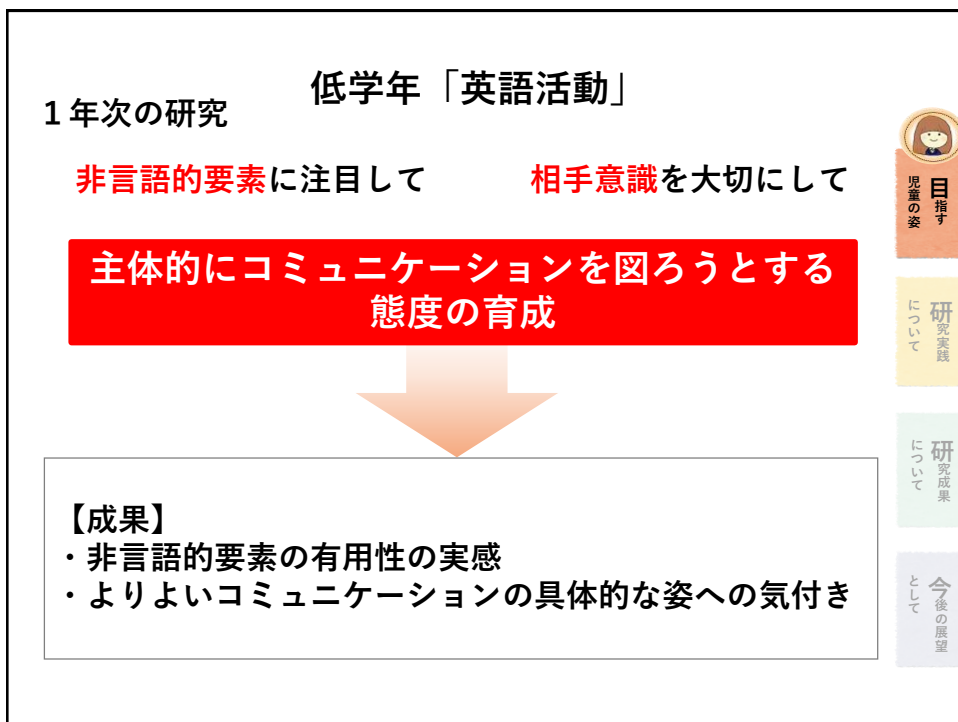 低学年「英語活動」
１年次の研究
非言語的要素に注目して
相手意識を大切にして
主体的にコミュニケーションを図ろうとする
態度の育成
【成果】
・非言語的要素の有用性の実感
・よりよいコミュニケーションの具体的な姿への気付き
目指す
児童の姿
研究実践
について
研究成果
について
今後の展望
として